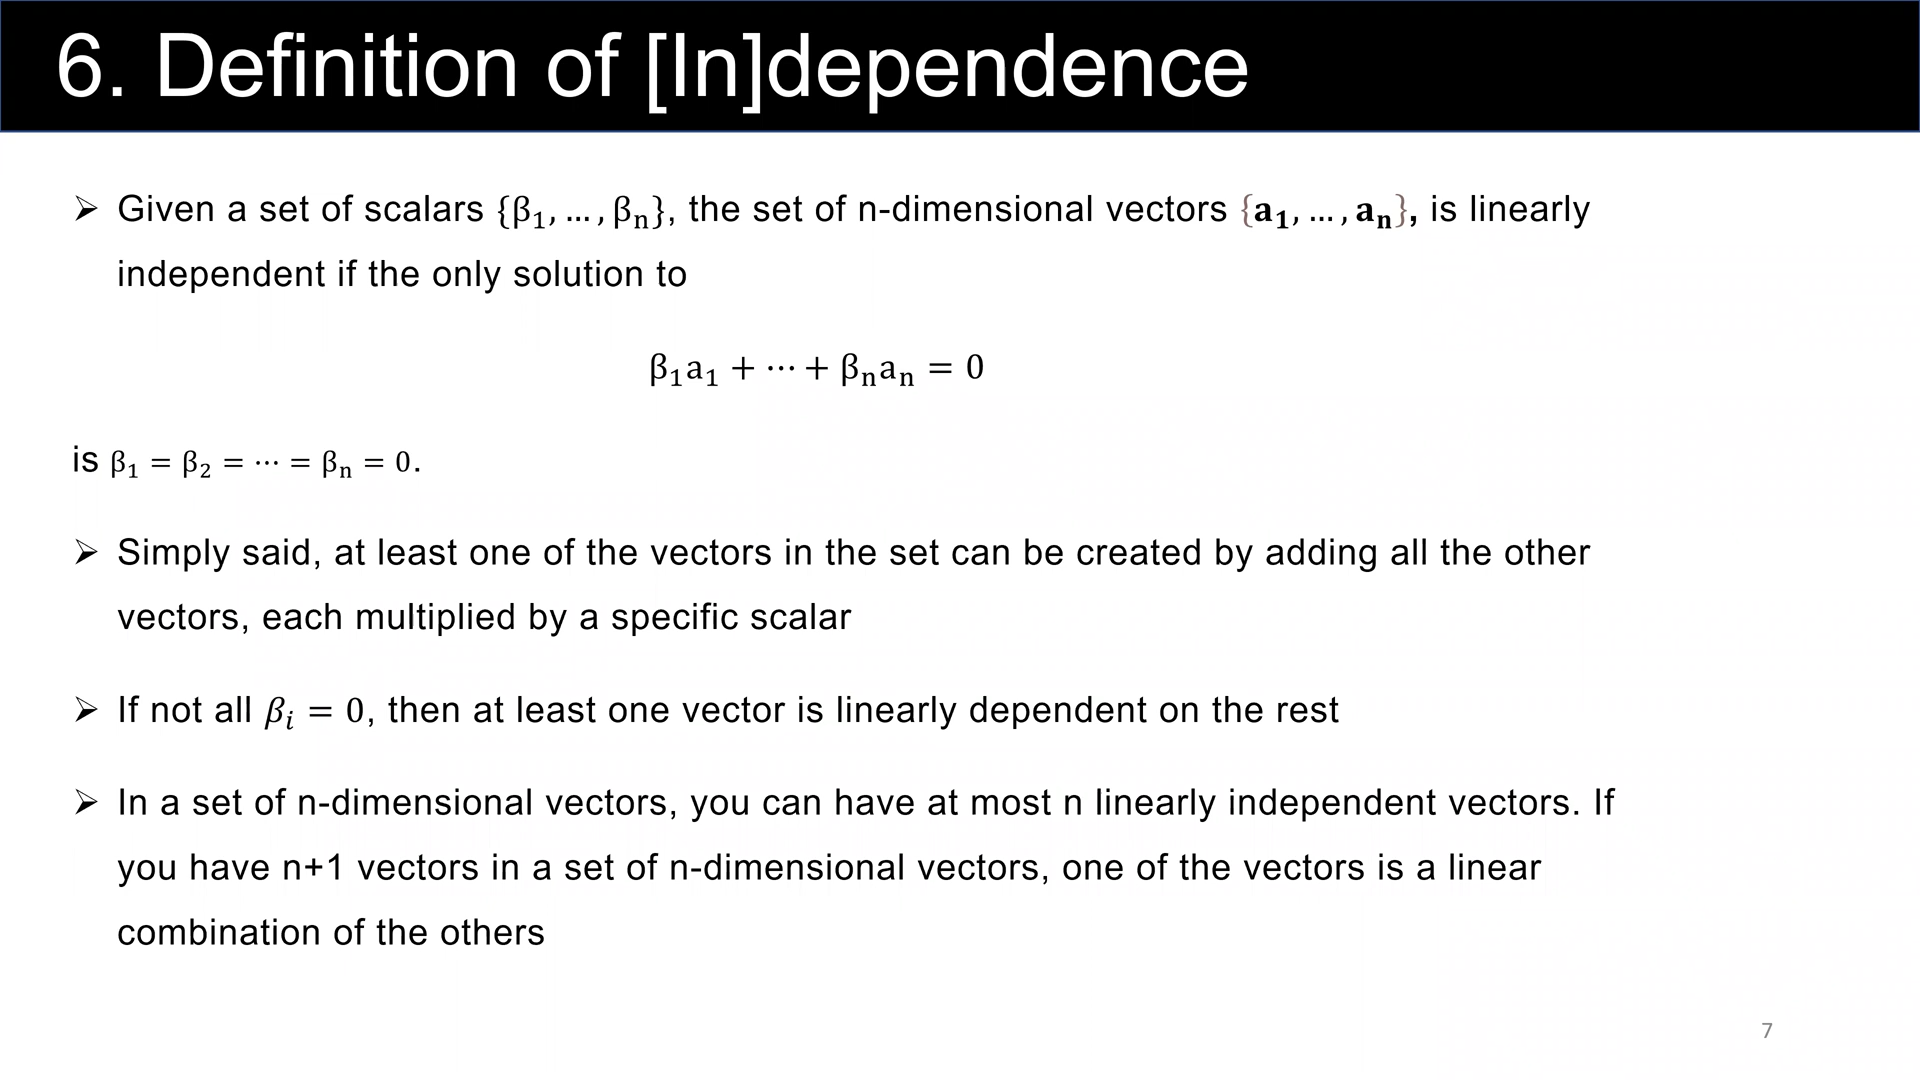 6. Definition of [In]dependence
➢ Given a set of scalars {β₁, … , βₙ}, the set of n-dimensional vectors {𝐚₁, … , 𝐚ₙ}, is linearly
independent if the only solution to
β₁a₁ + ⋯ + βₙaₙ = 0
is β₁ = β₂ = ⋯ = βₙ = 0.
➢ Simply said, at least one of the vectors in the set can be created by adding all the other
vectors, each multiplied by a specific scalar
➢ If not all 𝛽ᵢ = 0, then at least one vector is linearly dependent on the rest
➢ In a set of n-dimensional vectors, you can have at most n linearly independent vectors. If
you have n+1 vectors in a set of n-dimensional vectors, one of the vectors is a linear
combination of the others
7